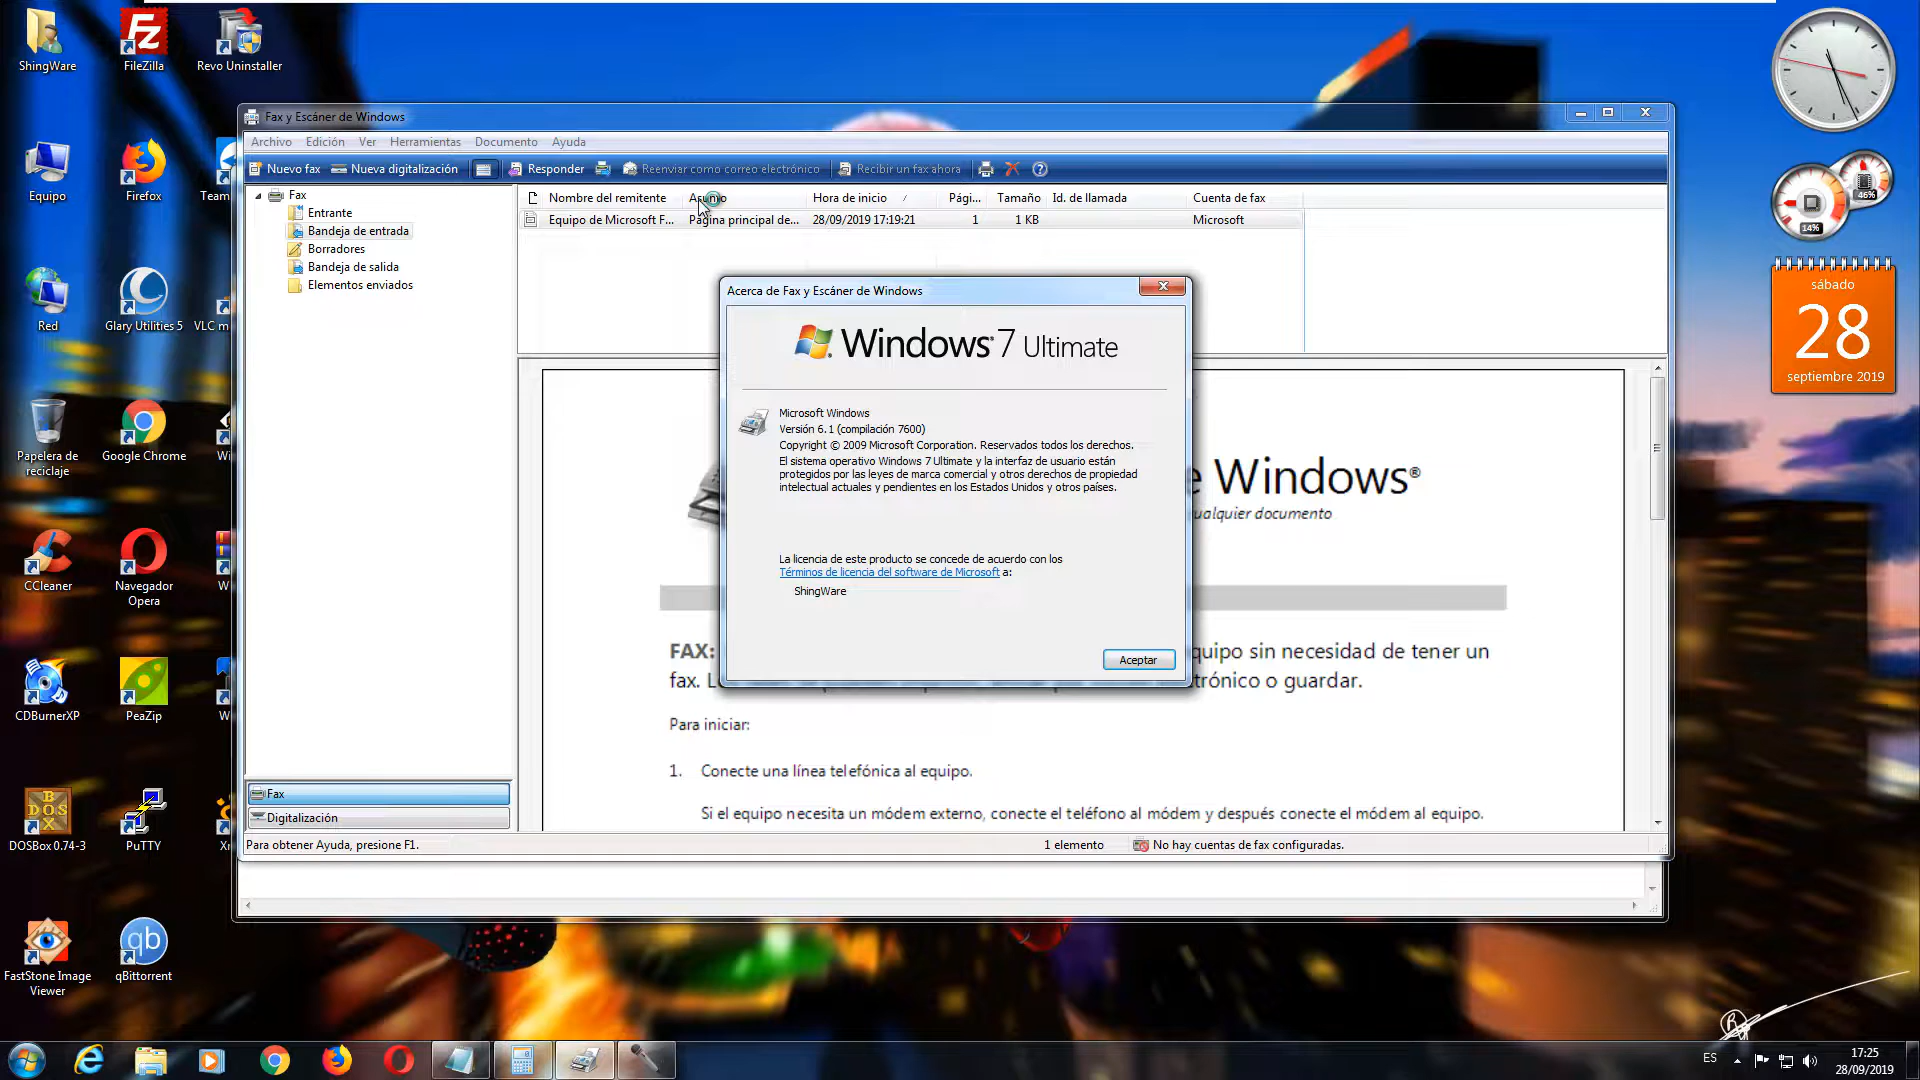 ShingWare
FileZilla
Revo Uninstaller
Equipo
Firefox
Team
Red
Glary Utilities 5
VLC m
Papelera de
reciclaje
Google Chrome
Wi
CCleaner
Navegador
Opera
W
CDBurnerXP
PeaZip
W
DOSBox 0.74-3
PuTTY
Xn
FastStone Image
Viewer
qBittorrent
Fax y Escáner de Windows
Archivo Edición Ver Herramientas Documento Ayuda
Nuevo fax Nueva digitalización Responder Reenviar como correo electrónico Recibir un fax ahora
Fax
Entrante
Bandeja de entrada
Borradores
Bandeja de salida
Elementos enviados
Nombre del remitente Asunto Hora de inicio Pági... Tamaño Id. de llamada Cuenta de fax
Equipo de Microsoft F... Página principal de... 28/09/2019 17:19:21 1 1 KB Microsoft
Acerca de Fax y Escáner de Windows
Windows 7 Ultimate
Microsoft Windows
Versión 6.1 (compilación 7600)
Copyright © 2009 Microsoft Corporation. Reservados todos los derechos.
El sistema operativo Windows 7 Ultimate y la interfaz de usuario están
protegidos por las leyes de marca comercial y otros derechos de propiedad
intelectual actuales y pendientes en los Estados Unidos y otros países.
La licencia de este producto se concede de acuerdo con los
Términos de licencia del software de Microsoft a:
ShingWare
Aceptar
e Windows®
ualquier documento
FAX: quipo sin necesidad de tener un
fax. L trónico o guardar.
Para iniciar:
1. Conecte una línea telefónica al equipo.
Si el equipo necesita un módem externo, conecte el teléfono al módem y después conecte el módem al equipo.
Fax
Digitalización
Para obtener Ayuda, presione F1.
1 elemento
No hay cuentas de fax configuradas.
46%
14%
sábado
28
septiembre 2019
ES
17:25
28/09/2019